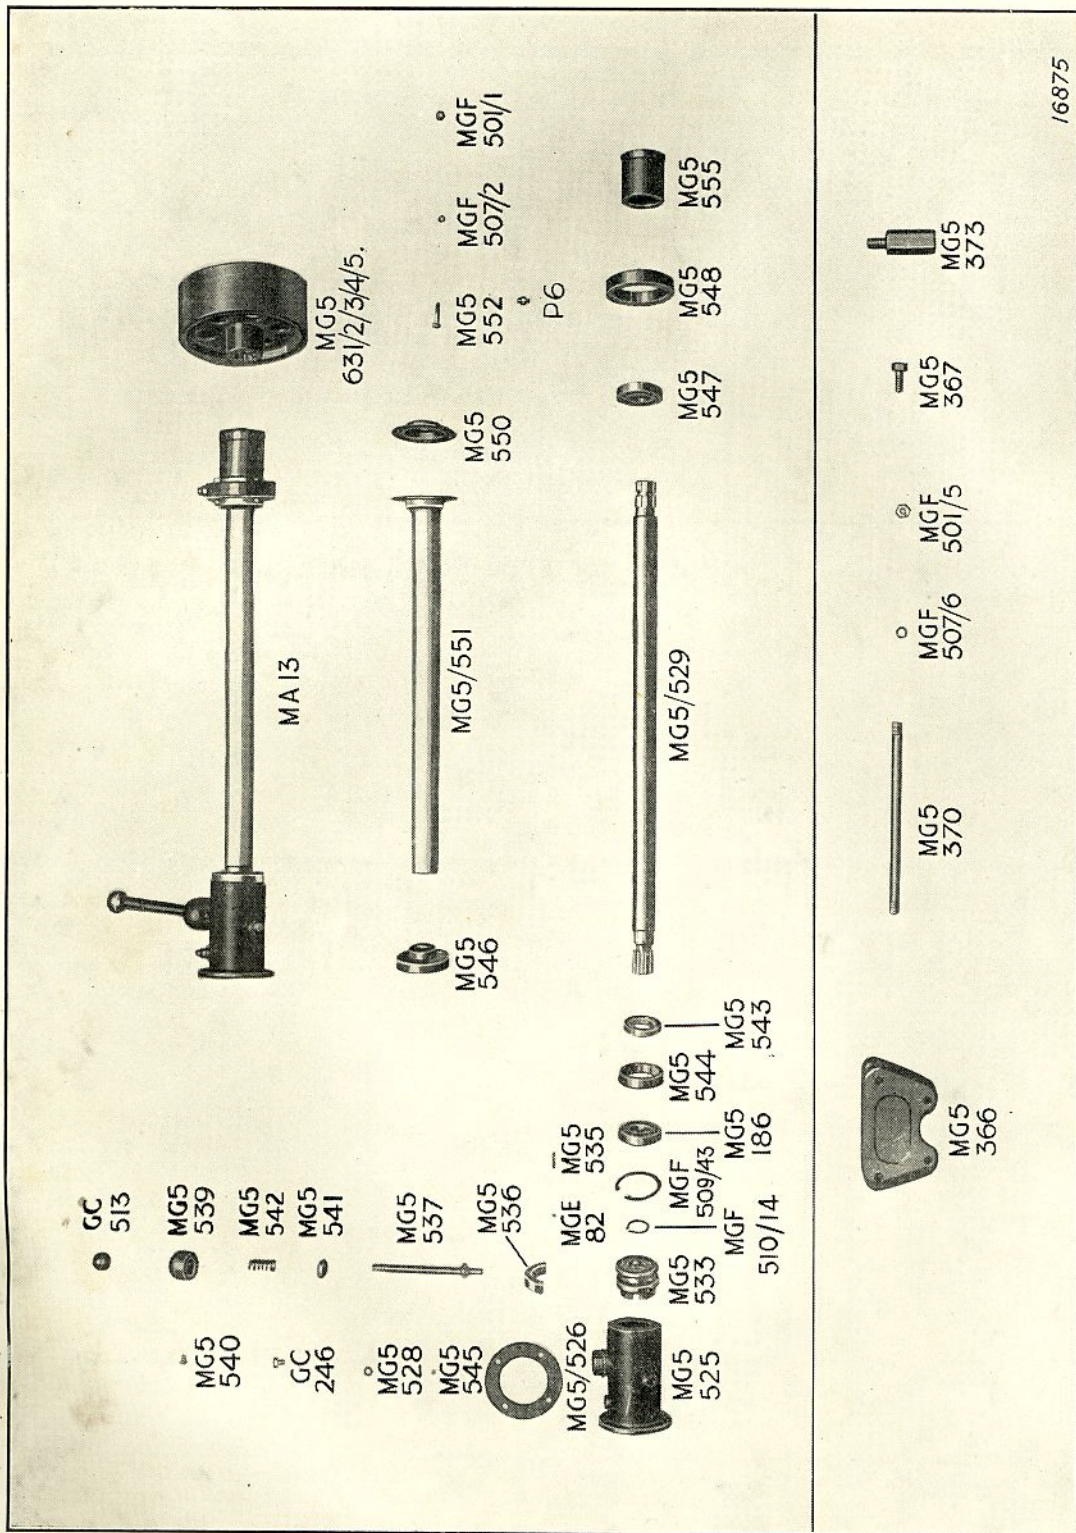 GC
513
MG5
539
MG5
542
MG5
541
MG5
537
MG5
536
MGE
82
MG5
535
MG5
540
GC
246
MG5
528
MG5
545
MG5/526
MG5
525
MG5
533
MGF
510/14
MGF
509/43
MG5
186
MG5
544
MG5
543
MA 13
MG5
631/2/3/4/5.
MG5
546
MG5/551
MG5
550
MG5
552
P6
MGF
507/2
MGF
501/1
MG5/529
MG5
547
MG5
548
MG5
555
MG5
366
MG5
370
MGF
507/6
MGF
501/5
MG5
367
MG5
373
16875